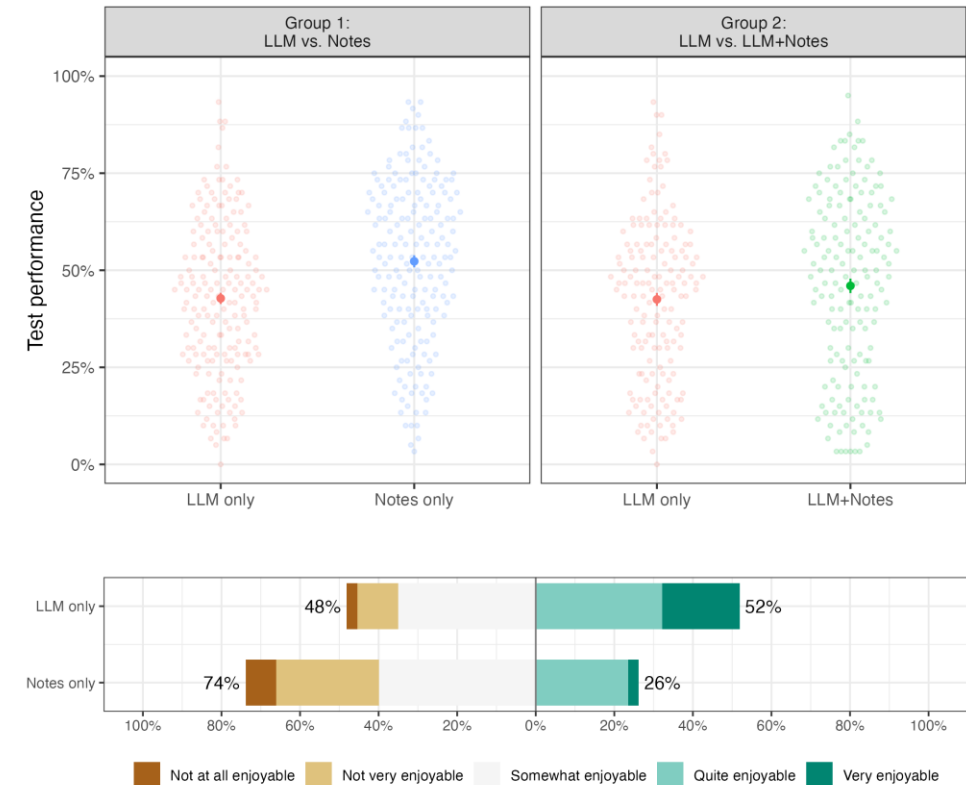 Group 1:
LLM vs. Notes
Group 2:
LLM vs. LLM+Notes
Test performance
100%
75%
50%
25%
0%
LLM only
Notes only
LLM only
LLM+Notes
LLM only
48%
52%
Notes only
74%
26%
100%
80%
60%
40%
20%
0%
20%
40%
60%
80%
100%
Not at all enjoyable
Not very enjoyable
Somewhat enjoyable
Quite enjoyable
Very enjoyable